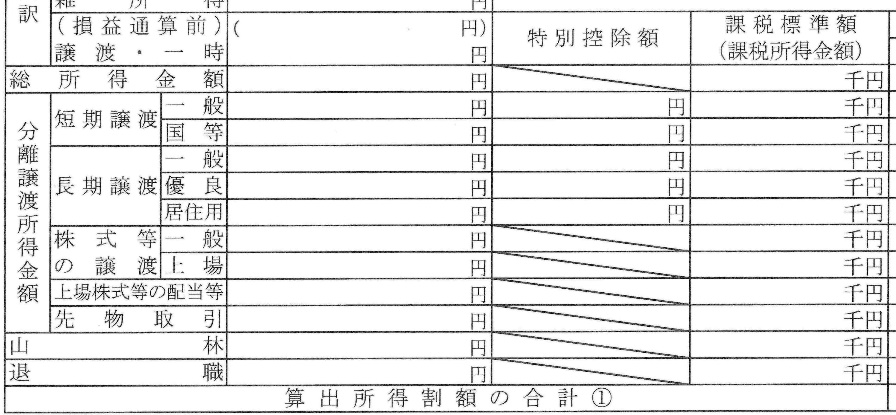 訳 雑所得 円
(損益通算前) ( 円)
譲渡・一時 円 特別控除額 課税標準額
(課税所得金額)
総所得金額 円 千円
分離譲渡所得金額
短期譲渡 一般 円 円 千円
国等 円 円 千円
長期譲渡 一般 円 円 千円
優良 円 円 千円
居住用 円 円 千円
株式等の譲渡 一般 円 千円
上場 円 千円
上場株式等の配当等 円 千円
先物取引 円 千円
山林 円 千円
退職 円 千円
算出所得割額の合計①